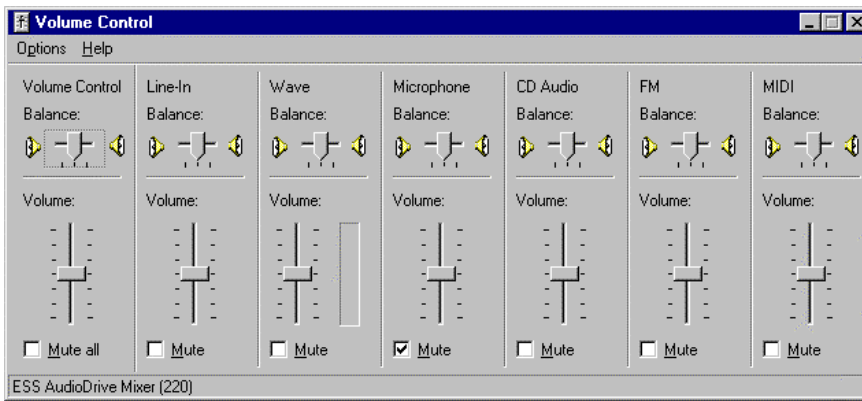 Volume Control
Options Help
Volume Control Line-In Wave Microphone CD Audio FM MIDI
Balance: Balance: Balance: Balance: Balance: Balance: Balance:
Volume: Volume: Volume: Volume: Volume: Volume: Volume:
Mute all Mute Mute Mute Mute Mute Mute
ESS AudioDrive Mixer (220)